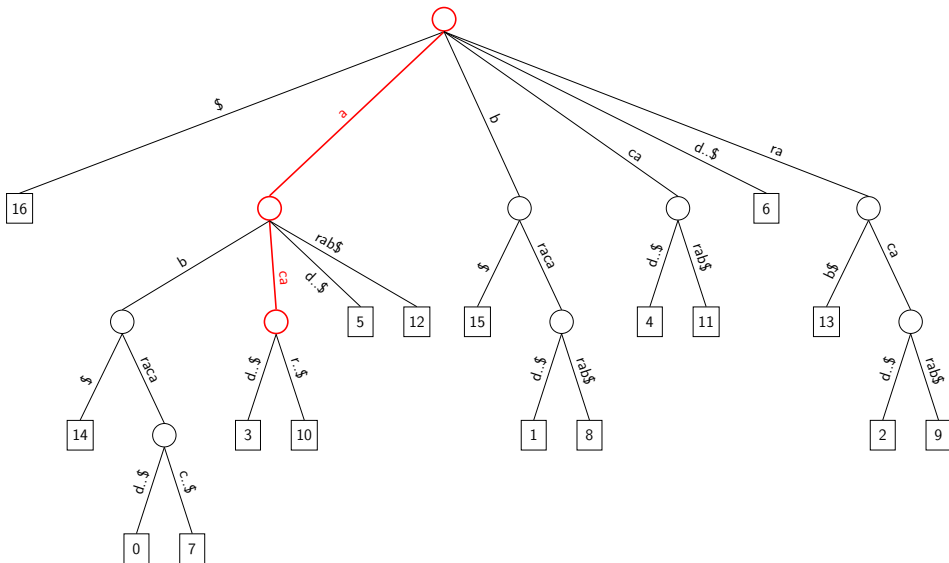 $ a b ca d..$ ra
16 6
b ca d..$ rab$ $ raca d..$ rab$ b$ ca
5 12 15 4 11 13
$ raca d..$ r..$ d..$ rab$ d..$ rab$
14 3 10 1 8 2 9
d..$ c..$
0 7